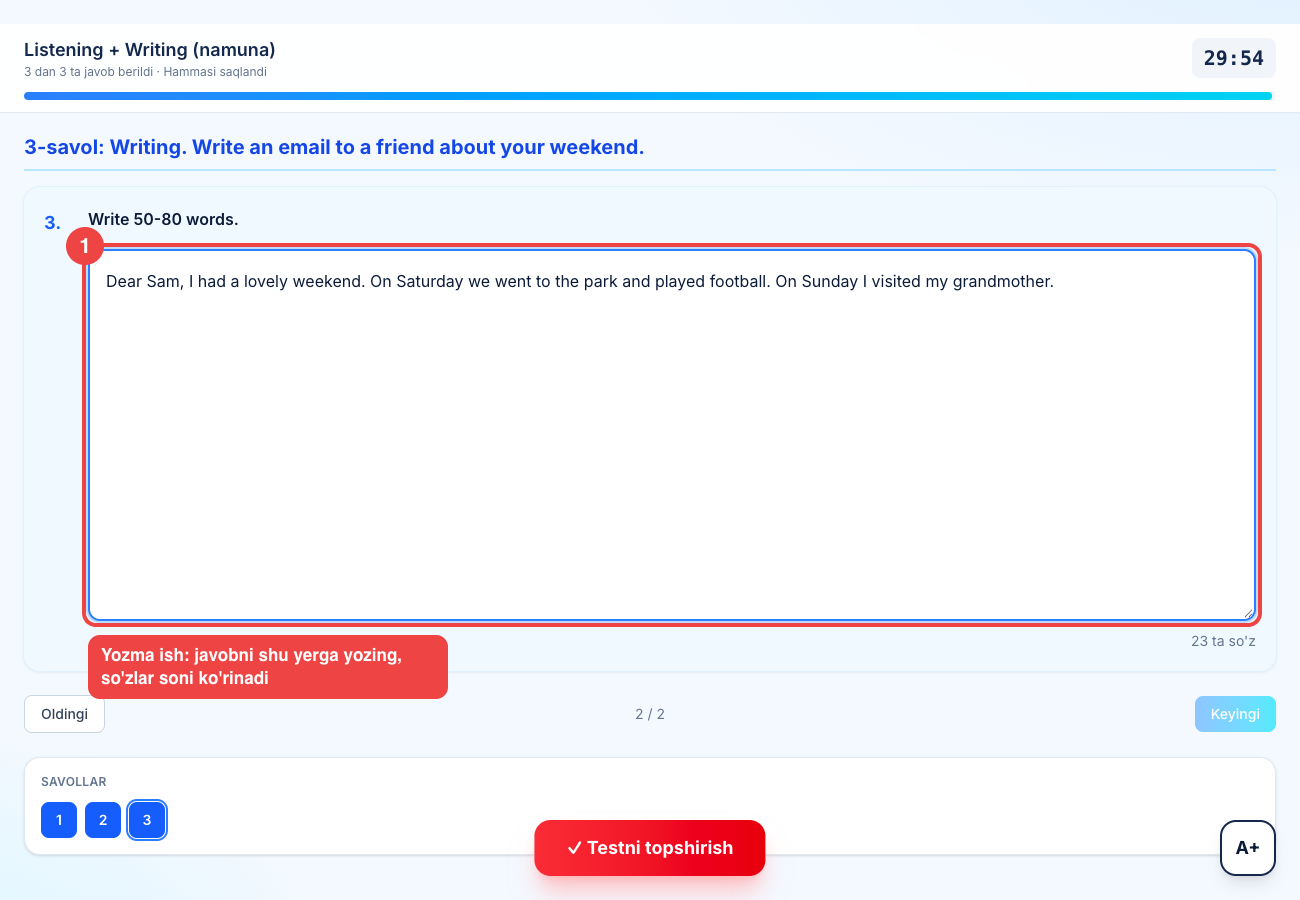 Listening + Writing (namuna)
29:54
3 dan 3 ta javob berildi · Hammasi saqlandi
3-savol: Writing. Write an email to a friend about your weekend.
3.
Write 50-80 words.
1
Dear Sam, I had a lovely weekend. On Saturday we went to the park and played football. On Sunday I visited my grandmother.
23 ta so'z
Yozma ish: javobni shu yerga yozing,
so'zlar soni ko'rinadi
Oldingi
2 / 2
Keyingi
SAVOLLAR
1 2 3
✓ Testni topshirish
A+